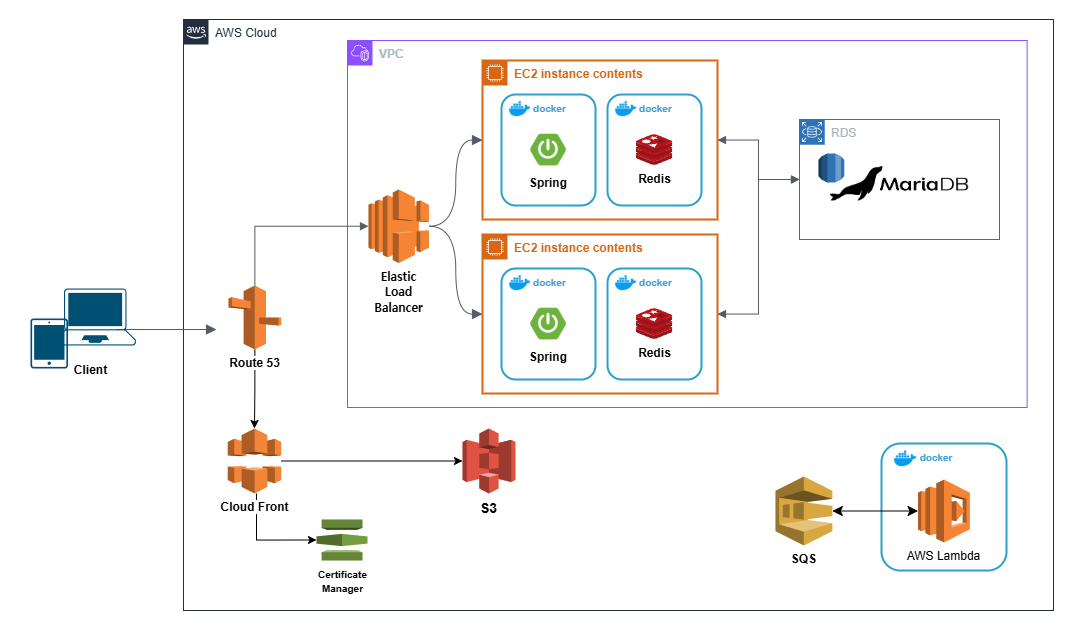 aws
AWS Cloud
VPC
EC2 instance contents
docker
docker
Spring
Redis
RDS
MariaDB
Elastic
Load
Balancer
EC2 instance contents
docker
docker
Spring
Redis
Client
Route 53
Cloud Front
S3
Certificate
Manager
SQS
docker
AWS Lambda